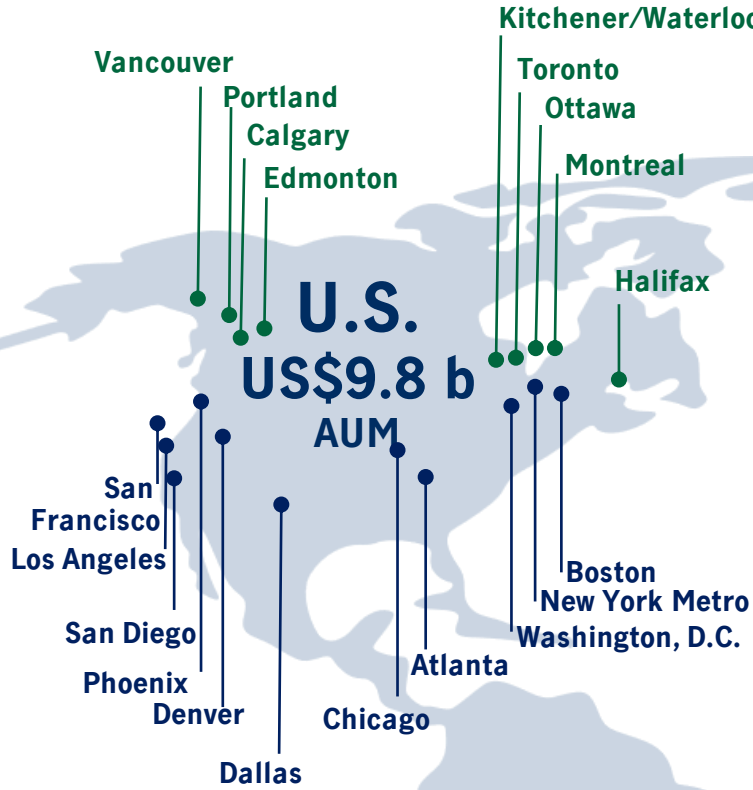 Kitchener/Waterloo
Vancouver
Toronto
Portland
Ottawa
Calgary
Montreal
Edmonton
Halifax
U.S.
US$9.8 b
AUM
San
Francisco
Los Angeles
Boston
New York Metro
San Diego
Washington, D.C.
Atlanta
Phoenix
Denver
Chicago
Dallas